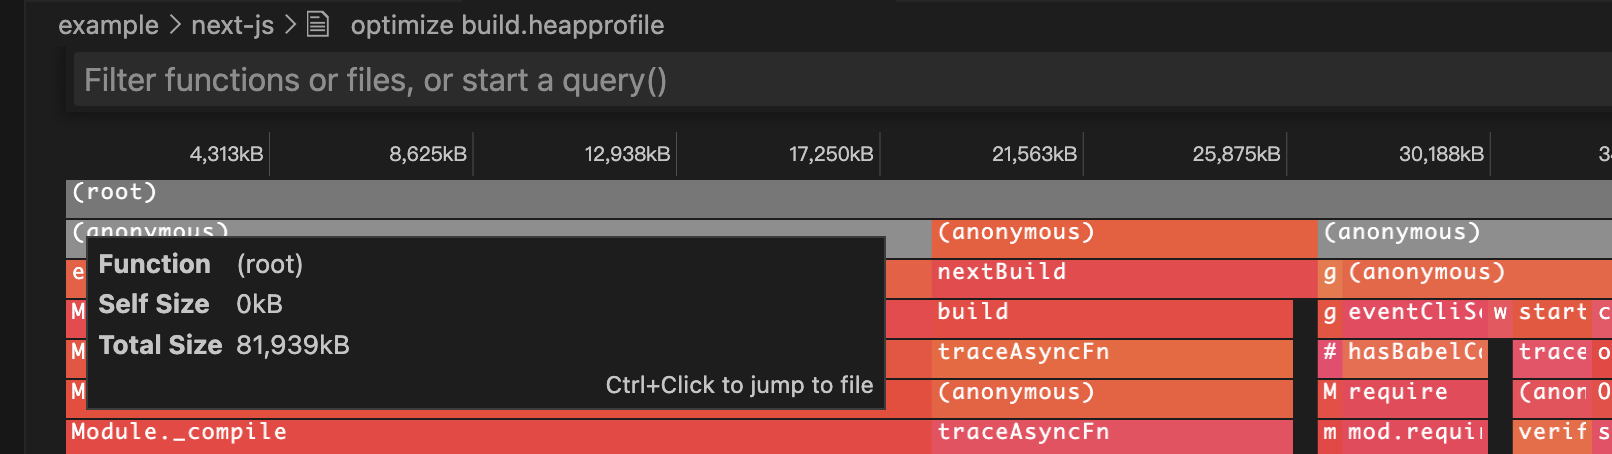 example > next-js > optimize build.heapprofile
Filter functions or files, or start a query()
4,313kB 8,625kB 12,938kB 17,250kB 21,563kB 25,875kB 30,188kB
(root)
(anonymous) (anonymous) (anonymous)
e nextBuild g (anonymous)
Function (root)
M build g eventCliS w start c
Self Size 0kB
M traceAsyncFn # hasBabelC trace o
Total Size 81,939kB
M (anonymous) M require (anon O
Ctrl+Click to jump to file
Module._compile traceAsyncFn m mod.requi verif s